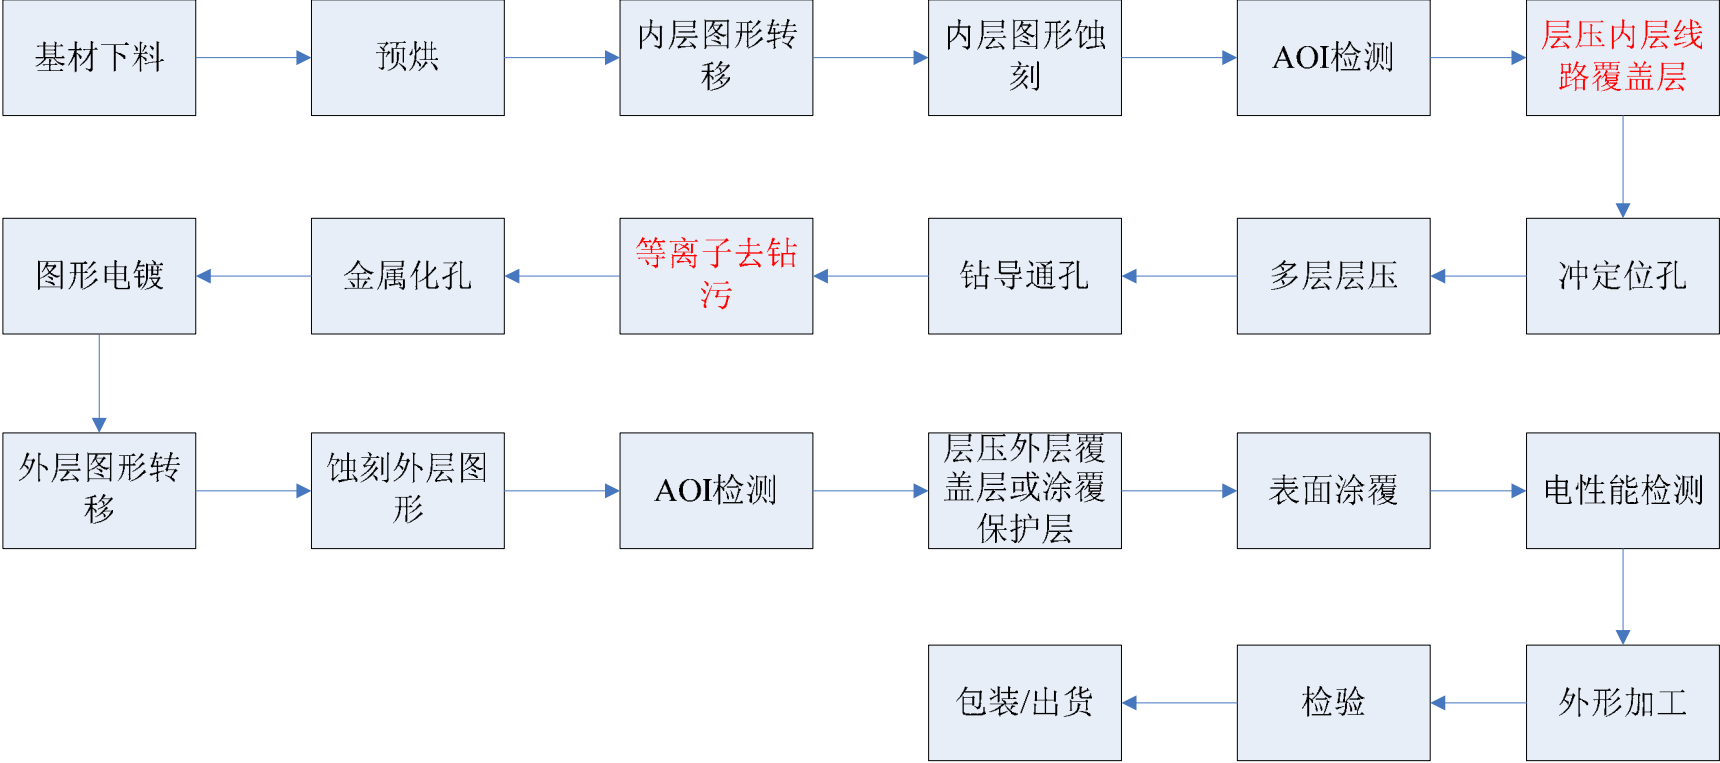 基材下料
预烘
内层图形转
移
内层图形蚀
刻
AOI检测
层压内层线
路覆盖层
图形电镀
金属化孔
等离子去钻
污
钻导通孔
多层层压
冲定位孔
外层图形转
移
蚀刻外层图
形
AOI检测
层压外层覆
盖层或涂覆
保护层
表面涂覆
电性能检测
包装/出货
检验
外形加工